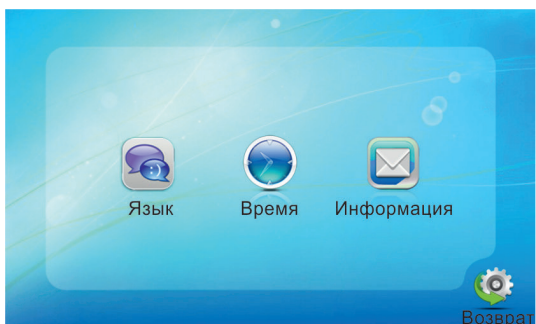 Язык Время Информация
Возврат